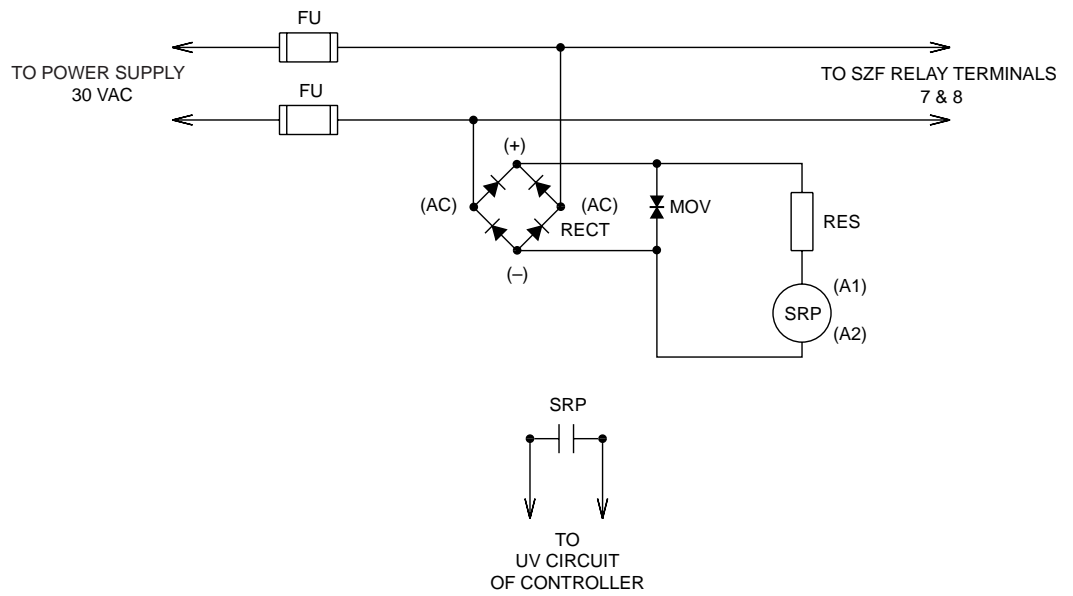 FU
TO POWER SUPPLY
30 VAC
TO SZF RELAY TERMINALS
7 & 8
FU
(+)
(AC)
(AC)
RECT
MOV
RES
(–)
(A1)
SRP
(A2)
SRP
TO
UV CIRCUIT
OF CONTROLLER